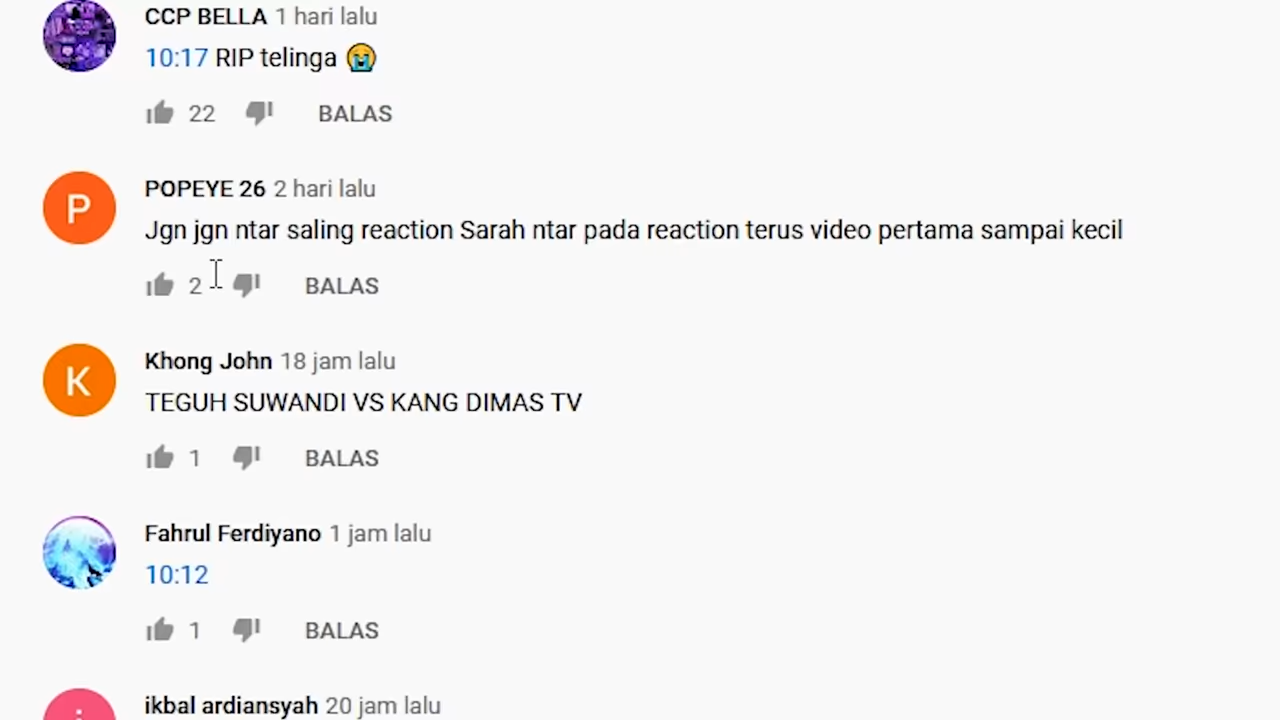 CCP BELLA 1 hari lalu
10:17 RIP telinga 😭
22 BALAS
P
POPEYE 26 2 hari lalu
Jgn jgn ntar saling reaction Sarah ntar pada reaction terus video pertama sampai kecil
2 BALAS
K
Khong John 18 jam lalu
TEGUH SUWANDI VS KANG DIMAS TV
1 BALAS
Fahrul Ferdiyano 1 jam lalu
10:12
1 BALAS
i
ikbal ardiansyah 20 jam lalu